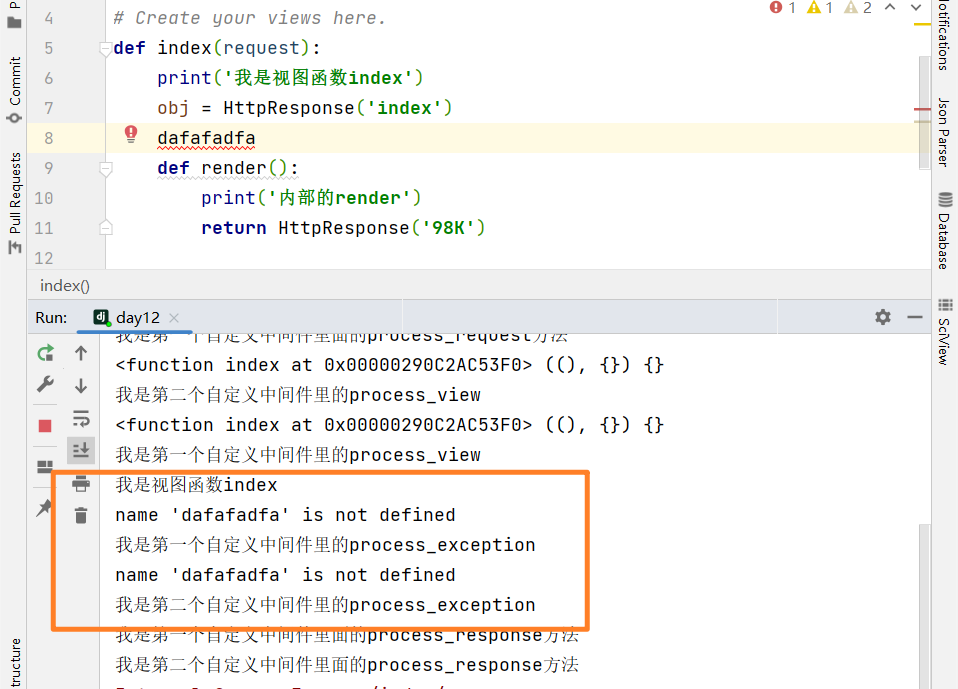 4 # Create your views here.
5 def index(request):
6 print('我是视图函数index')
7 obj = HttpResponse('index')
8 dafafadfa
9 def render():
10 print('内部的render')
11 return HttpResponse('98K')
12
1 1 2
index()
Run: day12
我是第一个自定义中间件里面的process_request方法
<function index at 0x00000290C2AC53F0> ((), {}) {}
我是第二个自定义中间件里的process_view
<function index at 0x00000290C2AC53F0> ((), {}) {}
我是第一个自定义中间件里的process_view
我是视图函数index
name 'dafafadfa' is not defined
我是第一个自定义中间件里的process_exception
name 'dafafadfa' is not defined
我是第二个自定义中间件里的process_exception
我是第一个自定义中间件里面的process_response方法
我是第二个自定义中间件里面的process_response方法
Commit
Pull Requests
tructure
otifications
Json Parser
Database
SciView
dj